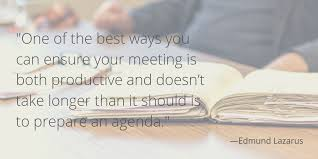 "One of the best ways you
can ensure your meeting is
both productive and doesn't
take longer than it should is
to prepare an agenda."
—Edmund Lazarus